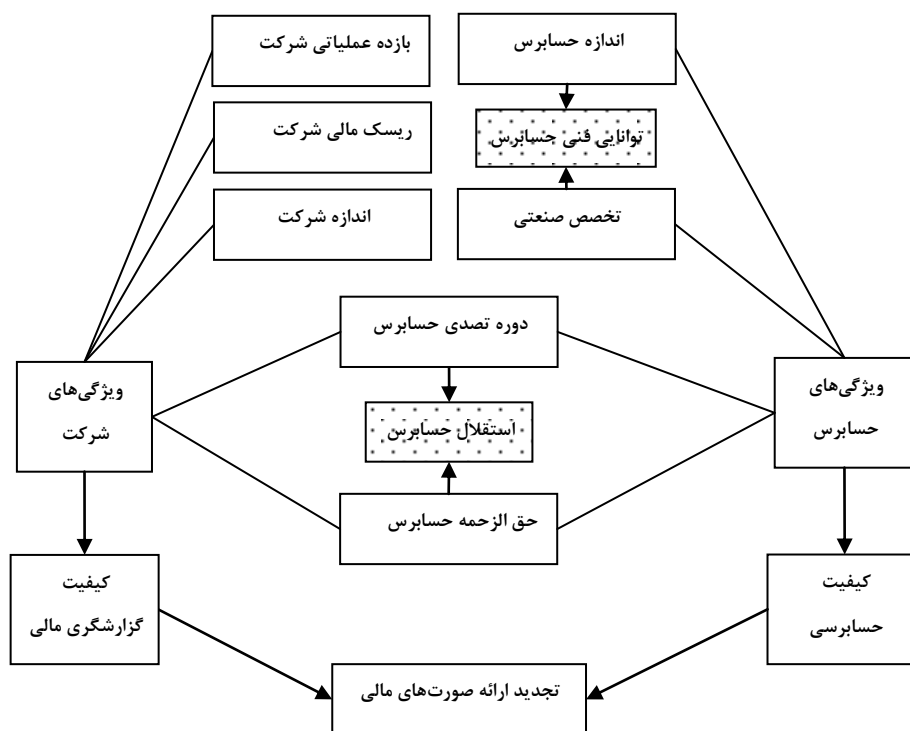 اندازه حسابرس
بازده عملیاتی شرکت
توانایی فنی حسابرس
ریسک مالی شرکت
تخصص صنعتی
اندازه شرکت
دوره تصدی حسابرس
ویژگی‌های
حسابرس
استقلال حسابرس
ویژگی‌های
شرکت
حق الزحمه حسابرس
کیفیت
حسابرسی
کیفیت
گزارشگری مالی
تجدید ارائه صورت‌های مالی